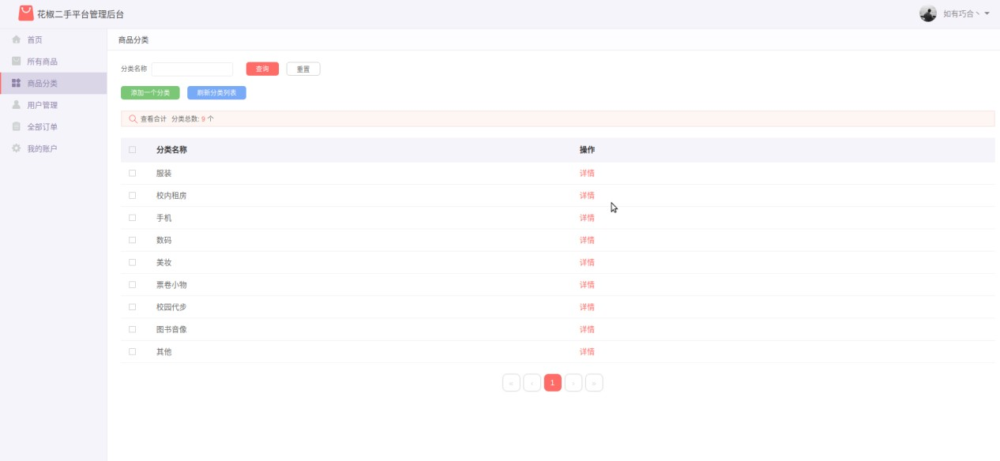 花椒二手平台管理后台
如有巧合丶
首页
所有商品
商品分类
用户管理
全部订单
我的账户
商品分类
分类名称
查询
重置
添加一个分类
刷新分类列表
查看合计 分类总数: 9 个
分类名称 操作
服装 详情
校内租房 详情
手机 详情
数码 详情
美妆 详情
票卷小物 详情
校园代步 详情
图书音像 详情
其他 详情
« ‹ 1 › »